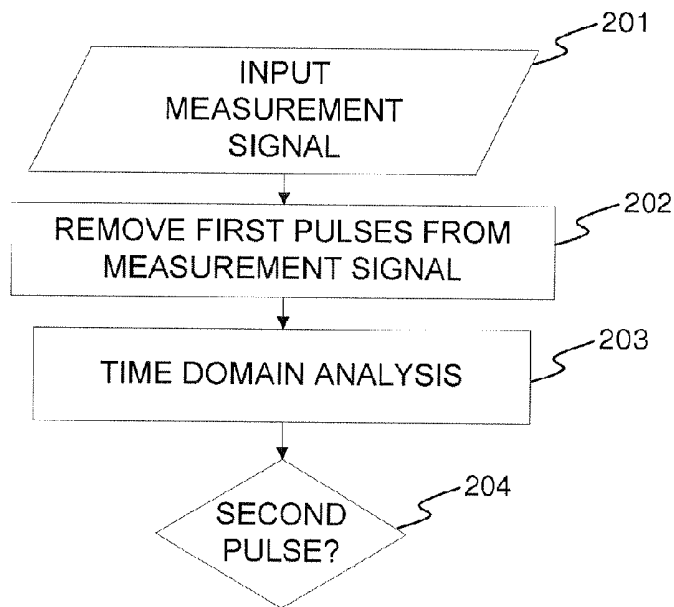 201
INPUT
MEASUREMENT
SIGNAL
202
REMOVE FIRST PULSES FROM
MEASUREMENT SIGNAL
203
TIME DOMAIN ANALYSIS
204
SECOND
PULSE?